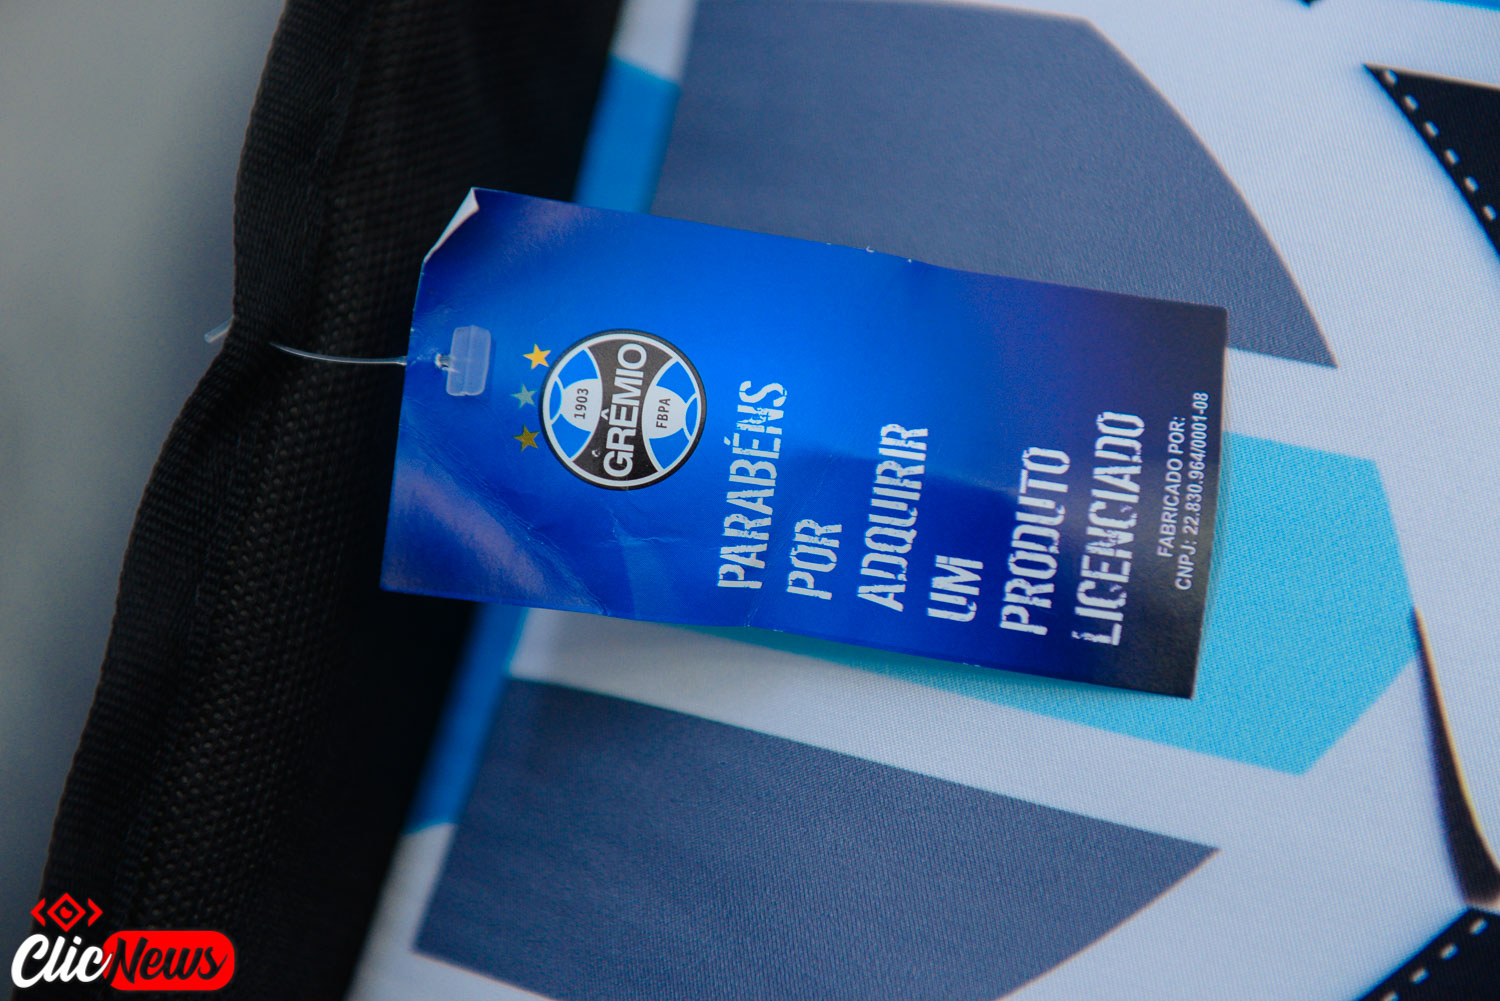 1903
GRÊMIO
FBPA
PARABÉNS
POR
ADQUIRIR
UM
PRODUTO
LICENCIADO
FABRICADO POR:
CNPJ: 22.830.964/0001-08
ClicNews